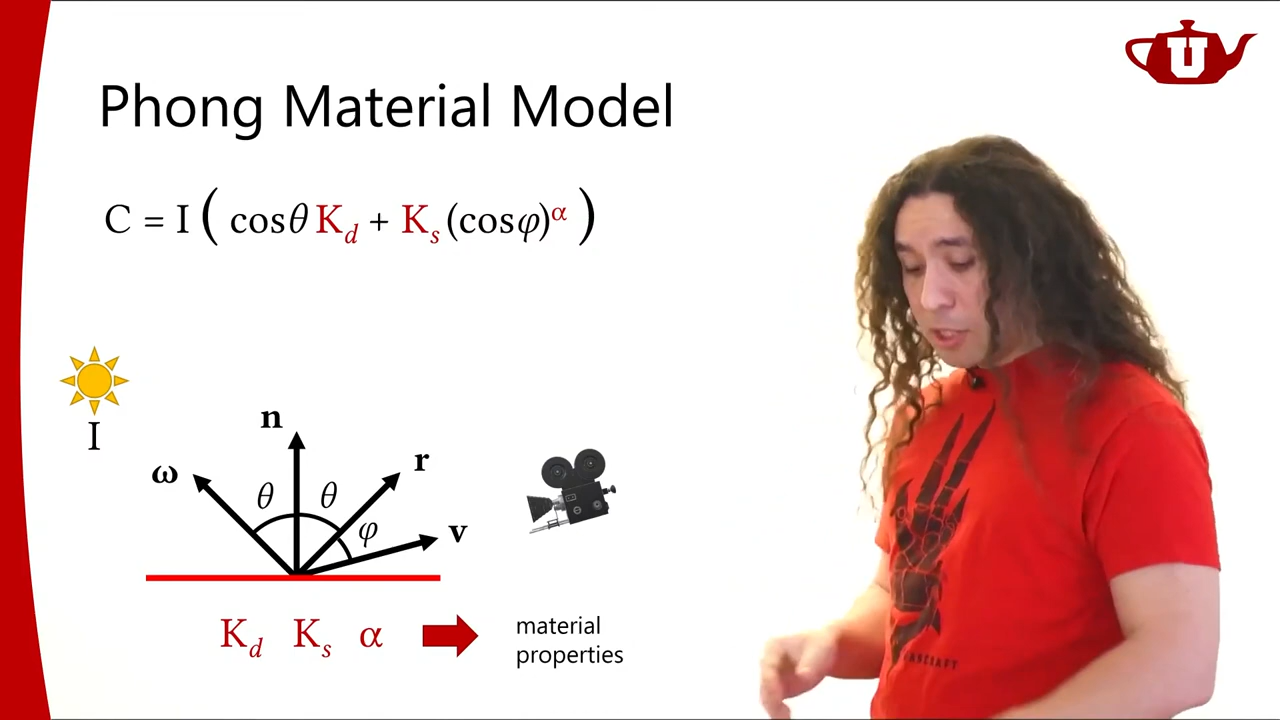 U
Phong Material Model
C = I ( cosθ K_d + K_s (cosφ)^α )
I
n
ω
θ
θ
r
φ
v
K_d K_s α
material
properties